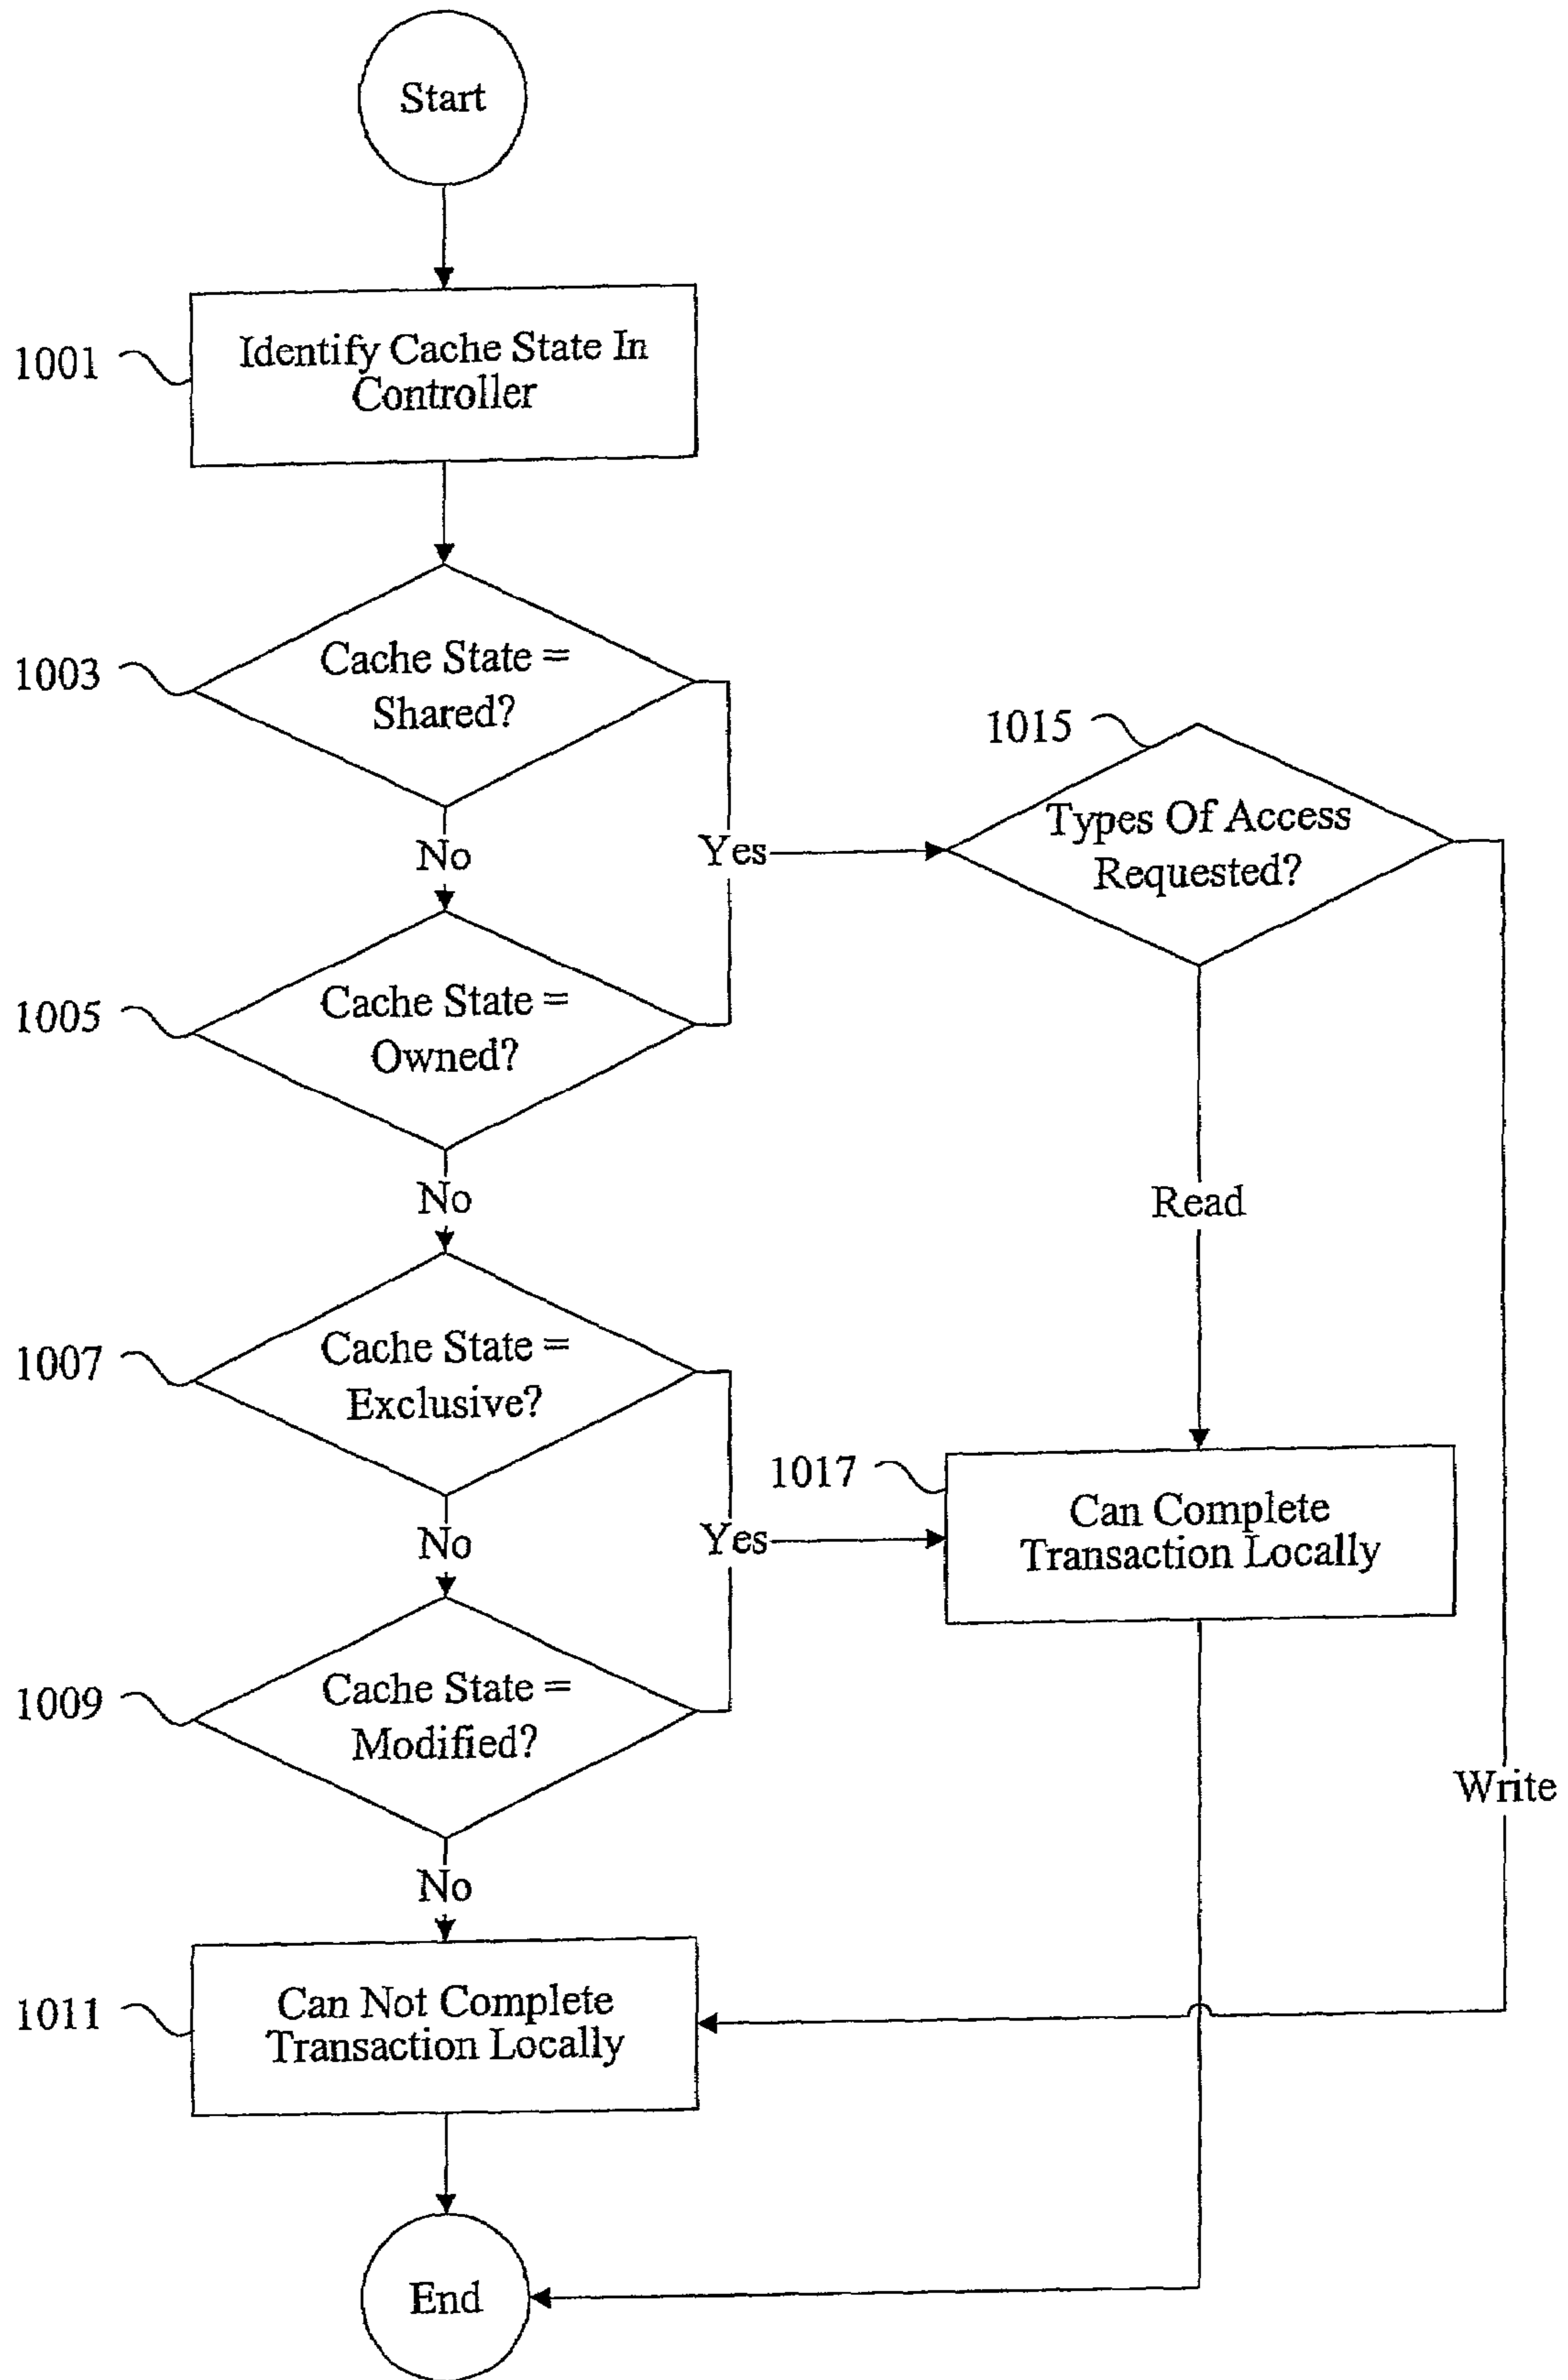 Start
1001
Identify Cache State In
Controller
1003
Cache State =
Shared?
No
Yes
1015
Types Of Access
Requested?
1005
Cache State =
Owned?
No
Read
1007
Cache State =
Exclusive?
No
Yes
1017
Can Complete
Transaction Locally
1009
Cache State =
Modified?
Write
No
1011
Can Not Complete
Transaction Locally
End